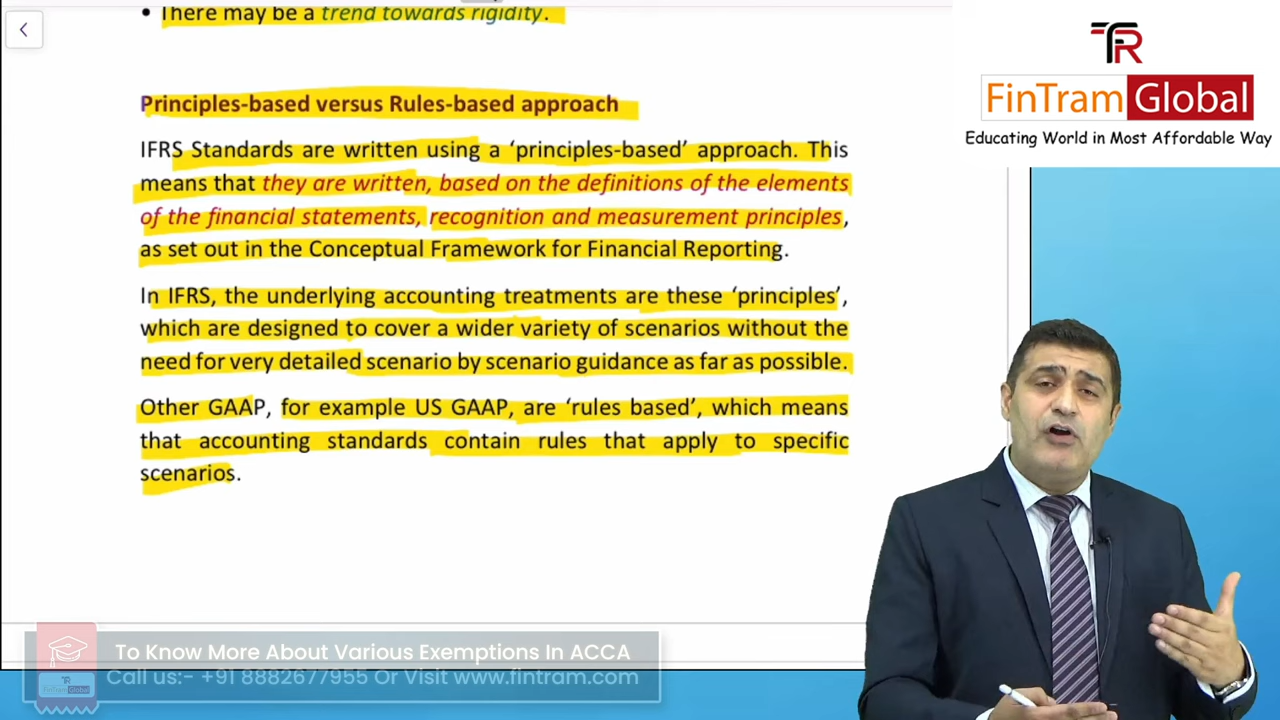 • There may be a trend towards rigidity.
Principles-based versus Rules-based approach
IFRS Standards are written using a ‘principles-based’ approach. This
means that they are written, based on the definitions of the elements
of the financial statements, recognition and measurement principles,
as set out in the Conceptual Framework for Financial Reporting.
In IFRS, the underlying accounting treatments are these ‘principles’,
which are designed to cover a wider variety of scenarios without the
need for very detailed scenario by scenario guidance as far as possible.
Other GAAP, for example US GAAP, are ‘rules based’, which means
that accounting standards contain rules that apply to specific
scenarios.
TR
FinTram Global
Educating World in Most Affordable Way
To Know More About Various Exemptions In ACCA
Call us:- +91 8882677955 Or Visit www.fintram.com
TR
FinTram Global